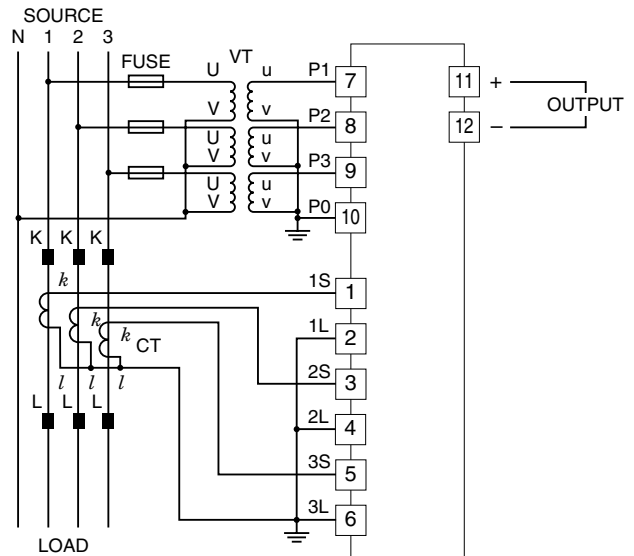 SOURCE
N 1 2 3
FUSE
VT
U u P1 7
V v
U u P2 8
V v
U u P3 9
V v
P0 10
11 +
OUTPUT
12 −
K K K
k
1S 1
k
k
CT
1L 2
l l l
2S 3
L L L
2L 4
3S 5
3L 6
LOAD